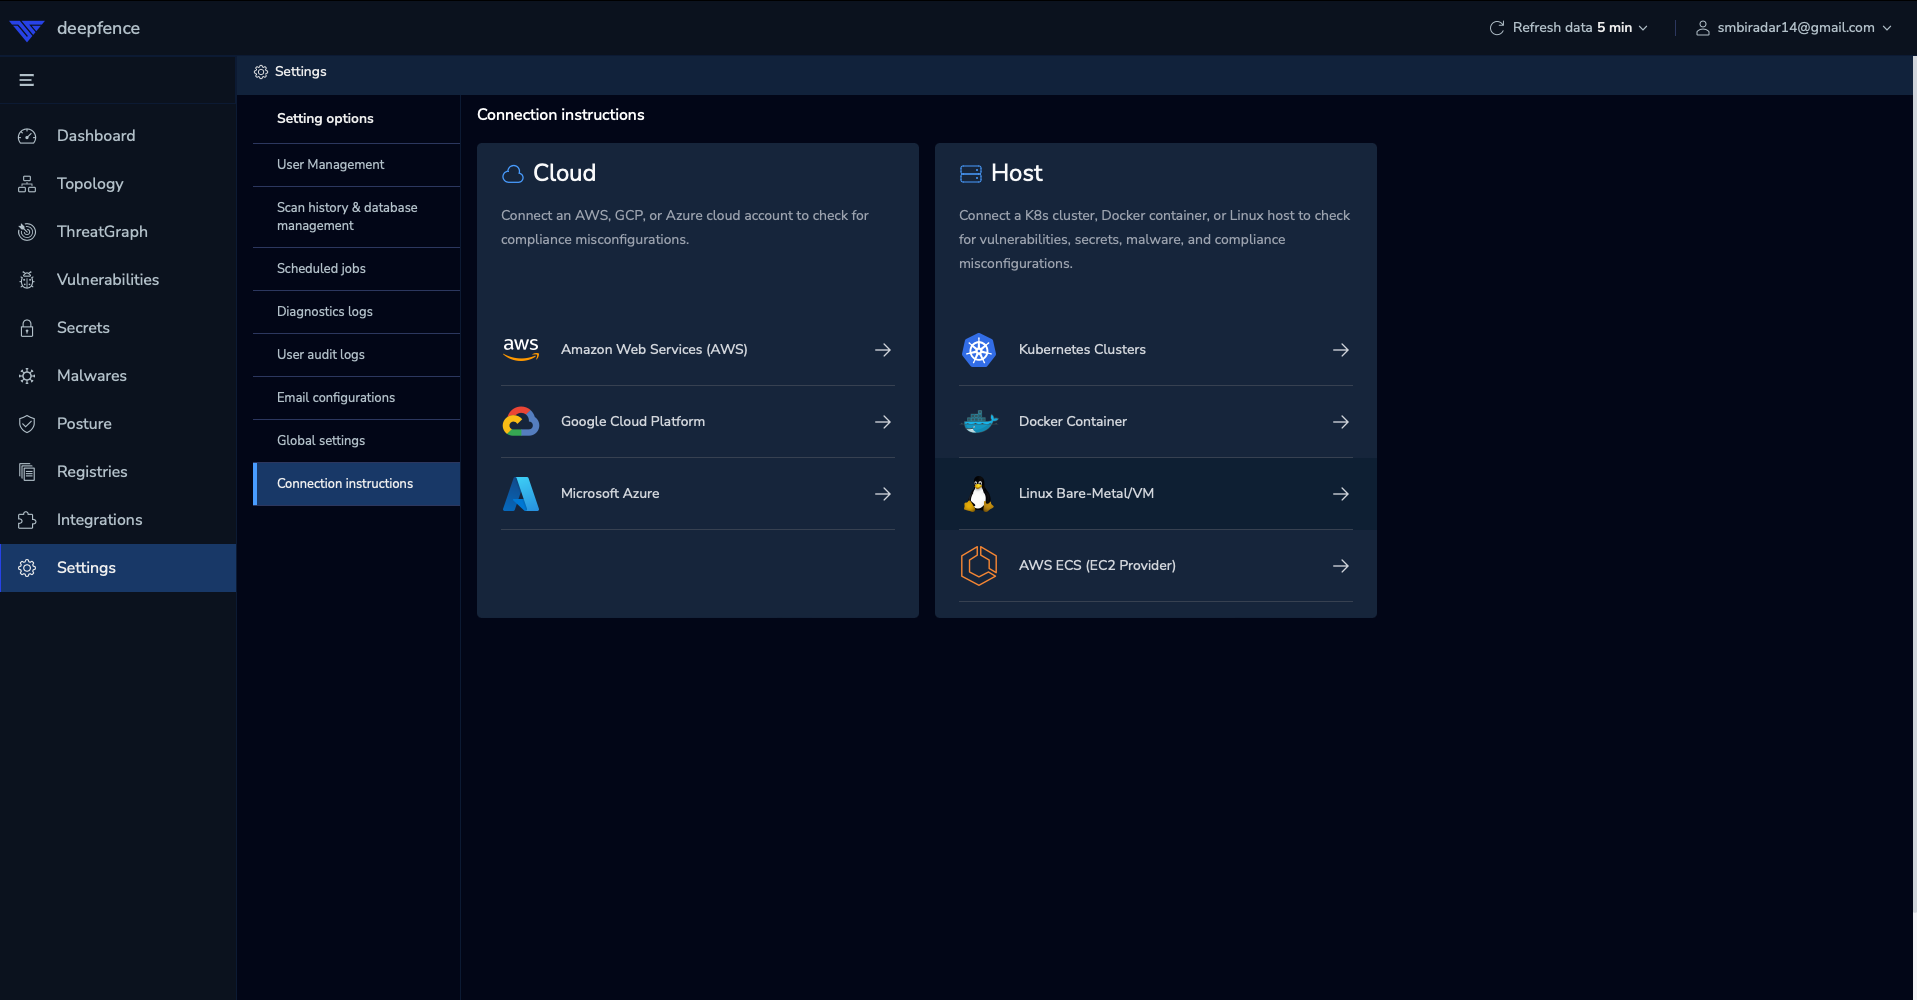 deepfence
Refresh data 5 min
smbiradar14@gmail.com
Settings
Dashboard
Topology
ThreatGraph
Vulnerabilities
Secrets
Malwares
Posture
Registries
Integrations
Settings
Setting options
User Management
Scan history & database
management
Scheduled jobs
Diagnostics logs
User audit logs
Email configurations
Global settings
Connection instructions
Connection instructions
Cloud
Connect an AWS, GCP, or Azure cloud account to check for
compliance misconfigurations.
aws
Amazon Web Services (AWS)
Google Cloud Platform
Microsoft Azure
Host
Connect a K8s cluster, Docker container, or Linux host to check
for vulnerabilities, secrets, malware, and compliance
misconfigurations.
Kubernetes Clusters
Docker Container
Linux Bare-Metal/VM
AWS ECS (EC2 Provider)